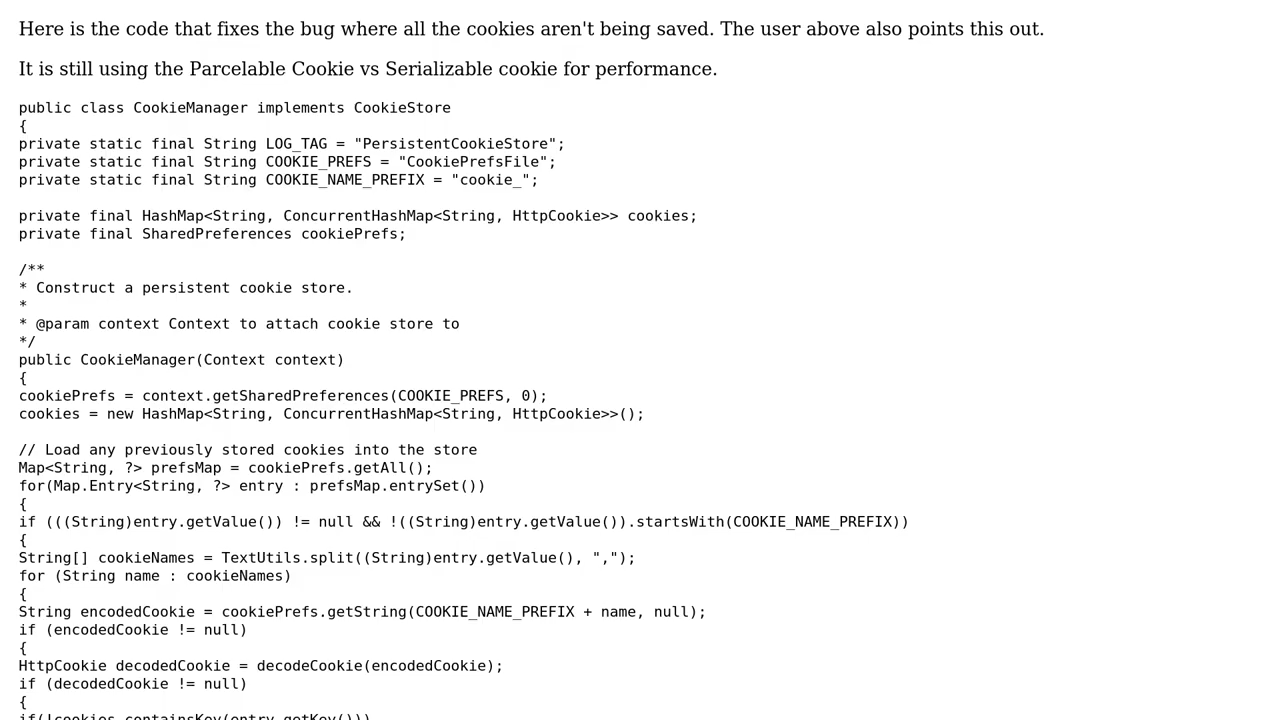 Here is the code that fixes the bug where all the cookies aren't being saved. The user above also points this out.
It is still using the Parcelable Cookie vs Serializable cookie for performance.
public class CookieManager implements CookieStore
{
private static final String LOG_TAG = "PersistentCookieStore";
private static final String COOKIE_PREFS = "CookiePrefsFile";
private static final String COOKIE_NAME_PREFIX = "cookie_";
private final HashMap<String, ConcurrentHashMap<String, HttpCookie>> cookies;
private final SharedPreferences cookiePrefs;
/**
* Construct a persistent cookie store.
*
* @param context Context to attach cookie store to
*/
public CookieManager(Context context)
{
cookiePrefs = context.getSharedPreferences(COOKIE_PREFS, 0);
cookies = new HashMap<String, ConcurrentHashMap<String, HttpCookie>>();
// Load any previously stored cookies into the store
Map<String, ?> prefsMap = cookiePrefs.getAll();
for(Map.Entry<String, ?> entry : prefsMap.entrySet())
{
if (((String)entry.getValue()) != null && !((String)entry.getValue()).startsWith(COOKIE_NAME_PREFIX))
{
String[] cookieNames = TextUtils.split((String)entry.getValue(), ",");
for (String name : cookieNames)
{
String encodedCookie = cookiePrefs.getString(COOKIE_NAME_PREFIX + name, null);
if (encodedCookie != null)
{
HttpCookie decodedCookie = decodeCookie(encodedCookie);
if (decodedCookie != null)
{
if(!cookies.containsKey(entry.getKey()))